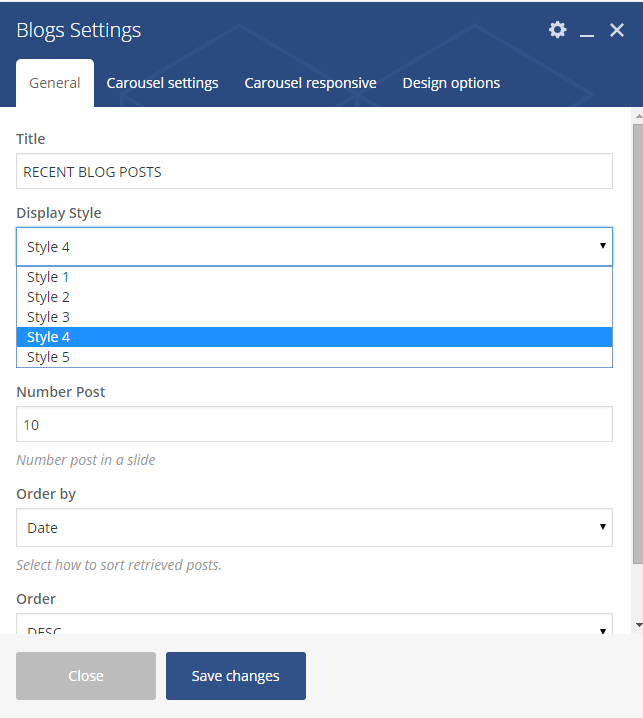 Blogs Settings
General Carousel settings Carousel responsive Design options
Title
RECENT BLOG POSTS
Display Style
Style 4
Style 1
Style 2
Style 3
Style 4
Style 5
Number Post
10
Number post in a slide
Order by
Date
Select how to sort retrieved posts.
Order
DESC
Close Save changes